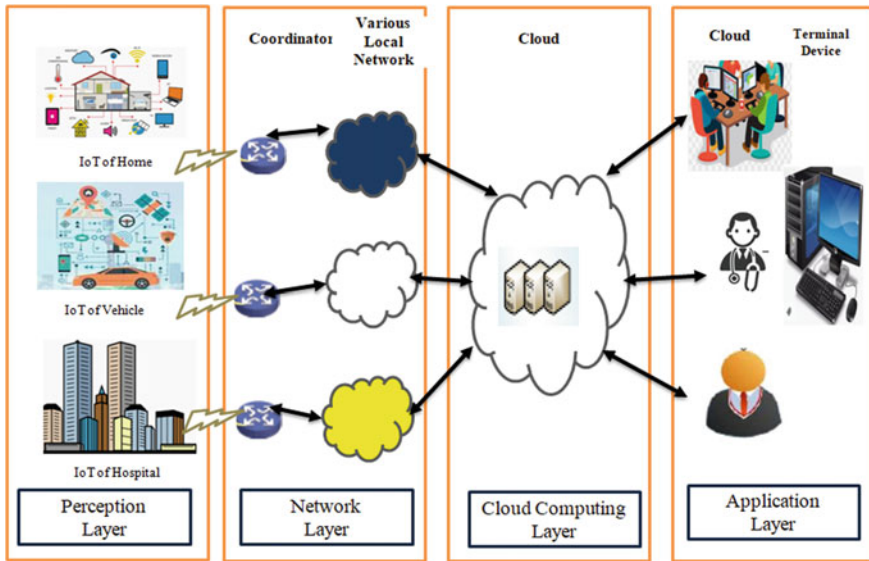 IoT of Home
IoT of Vehicle
IoT of Hospital
Perception
Layer
Coordinator
Various
Local
Network
Network
Layer
Cloud
Cloud Computing
Layer
Cloud
Terminal
Device
Application
Layer